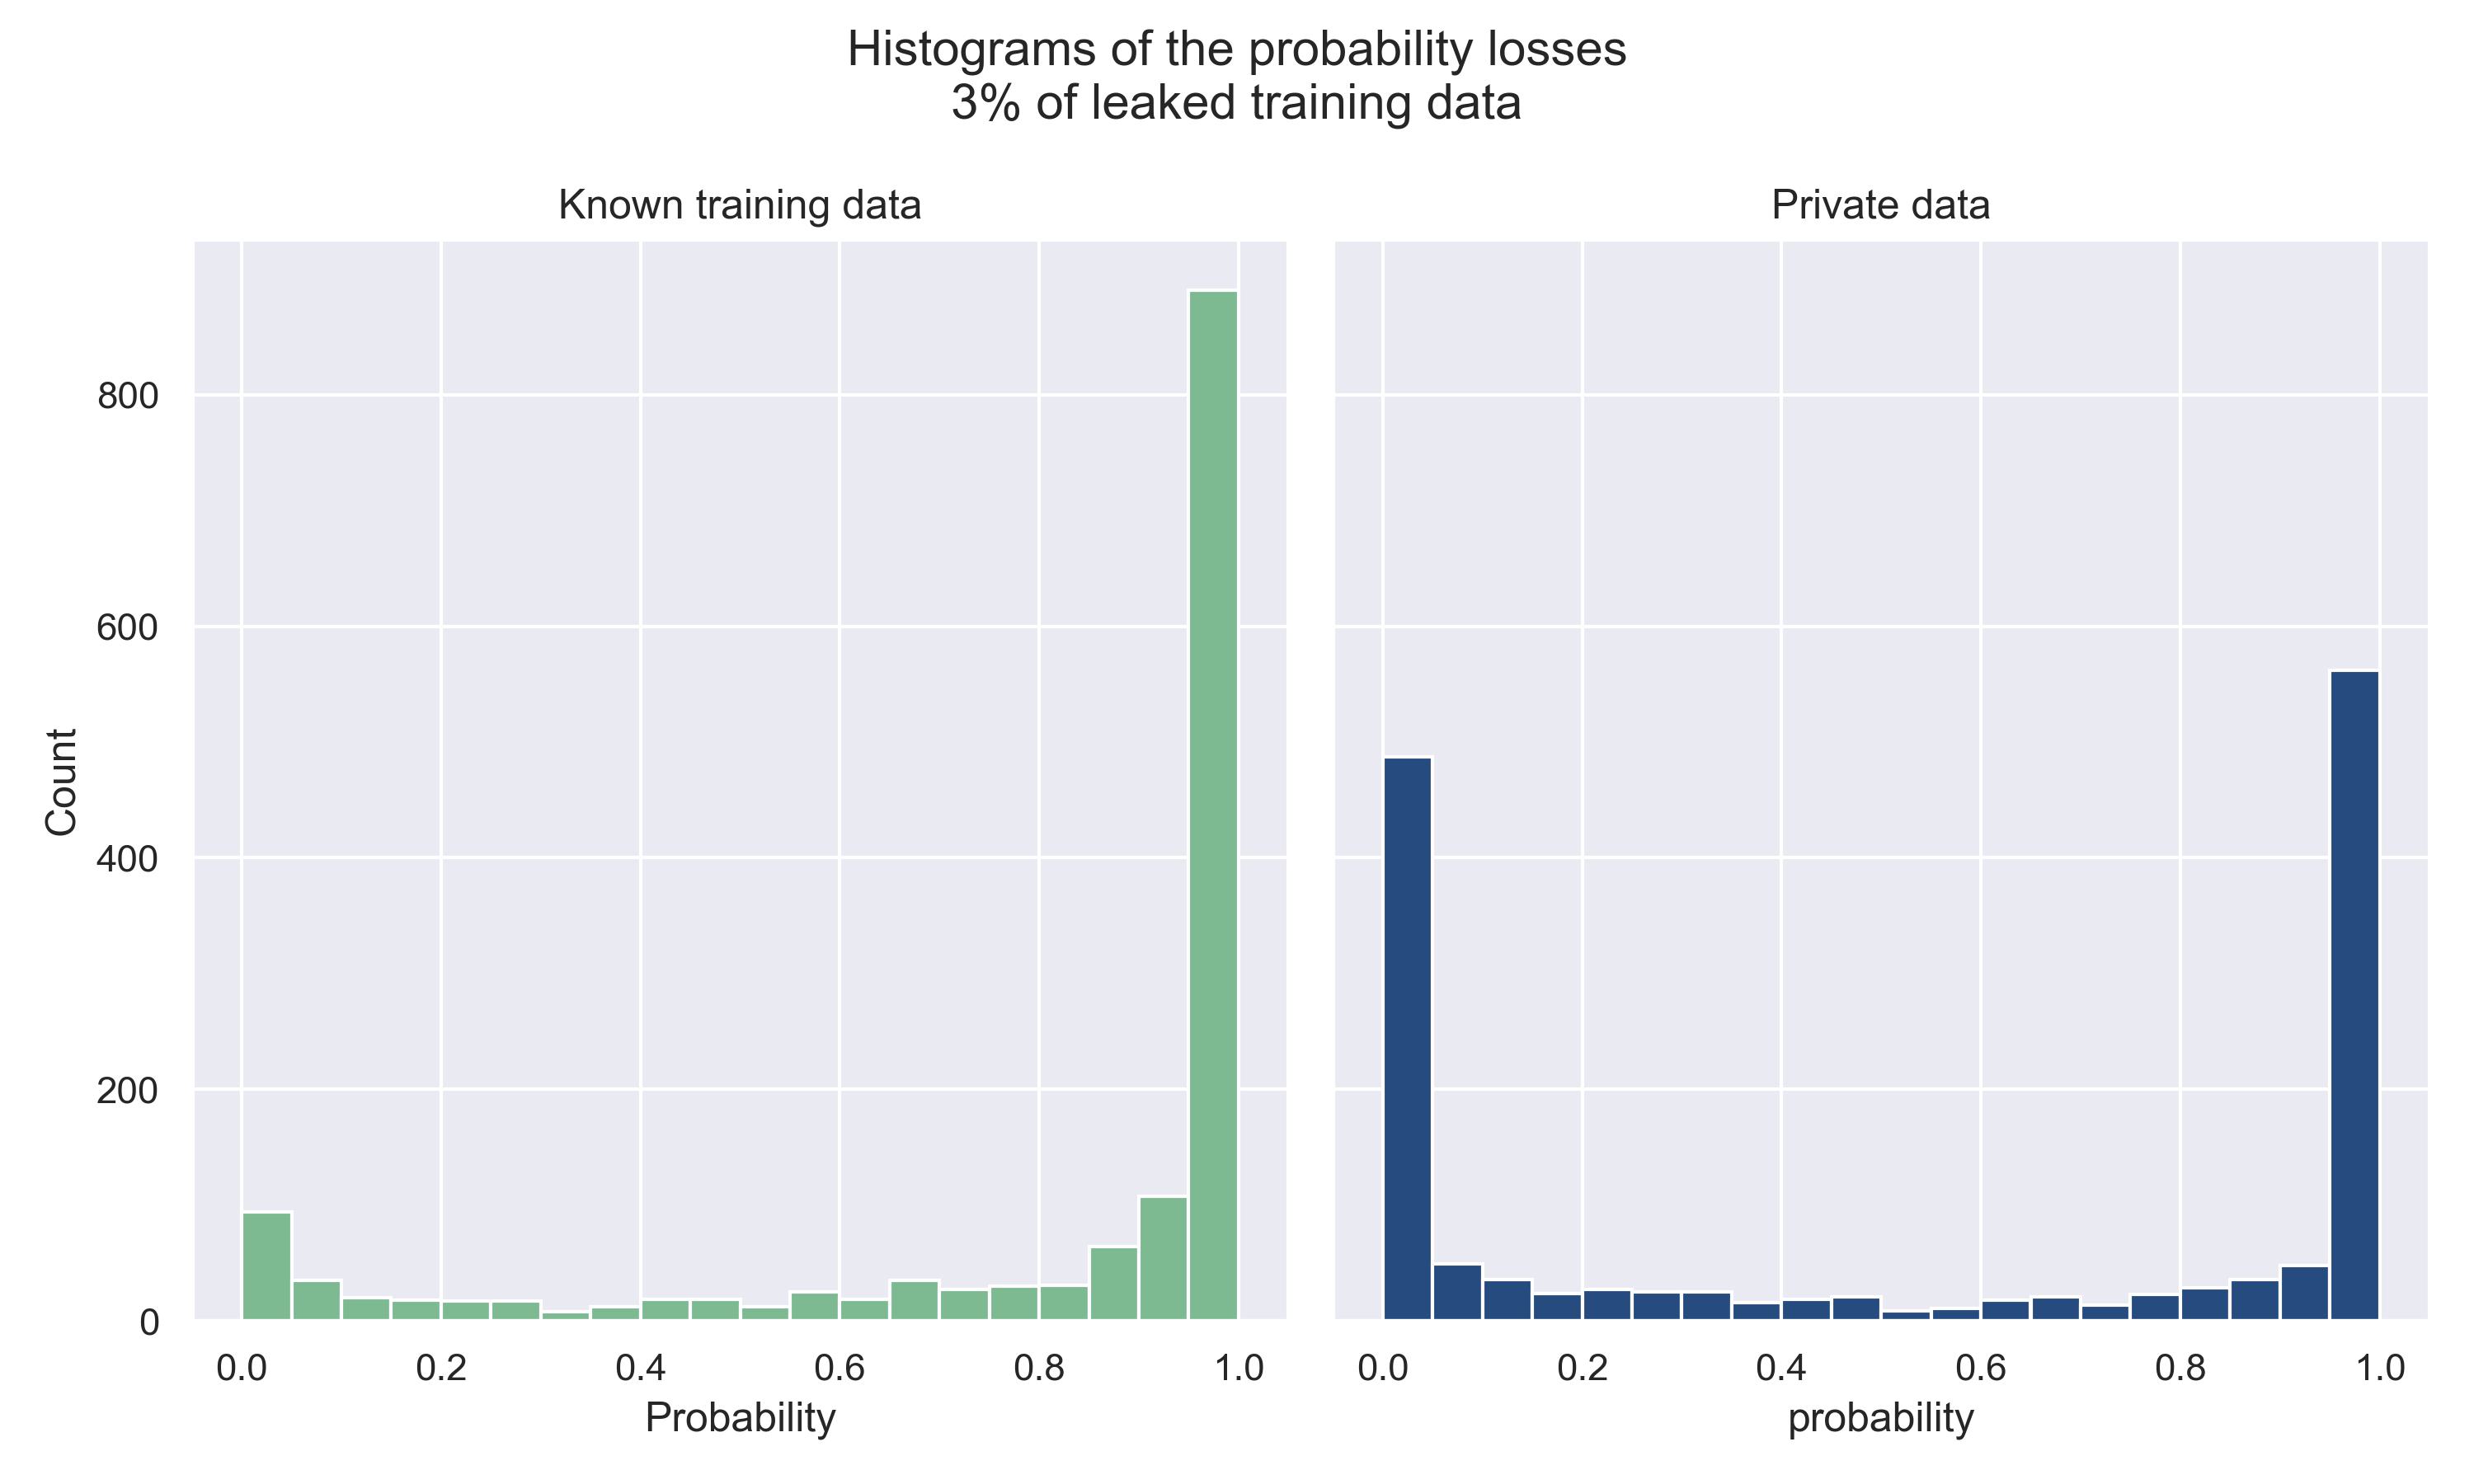 Histograms of the probability losses
3% of leaked training data
Known training data
Private data
Count
800
600
400
200
0
0.0 0.2 0.4 0.6 0.8 1.0
Probability
0.0 0.2 0.4 0.6 0.8 1.0
probability